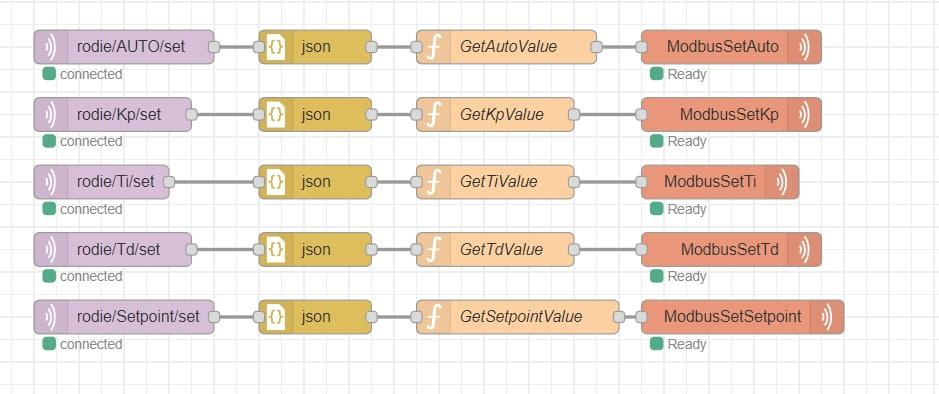 rodie/AUTO/set json GetAutoValue ModbusSetAuto
connected Ready
rodie/Kp/set json GetKpValue ModbusSetKp
connected Ready
rodie/Ti/set json GetTiValue ModbusSetTi
connected Ready
rodie/Td/set json GetTdValue ModbusSetTd
connected Ready
rodie/Setpoint/set json GetSetpointValue ModbusSetSetpoint
connected Ready